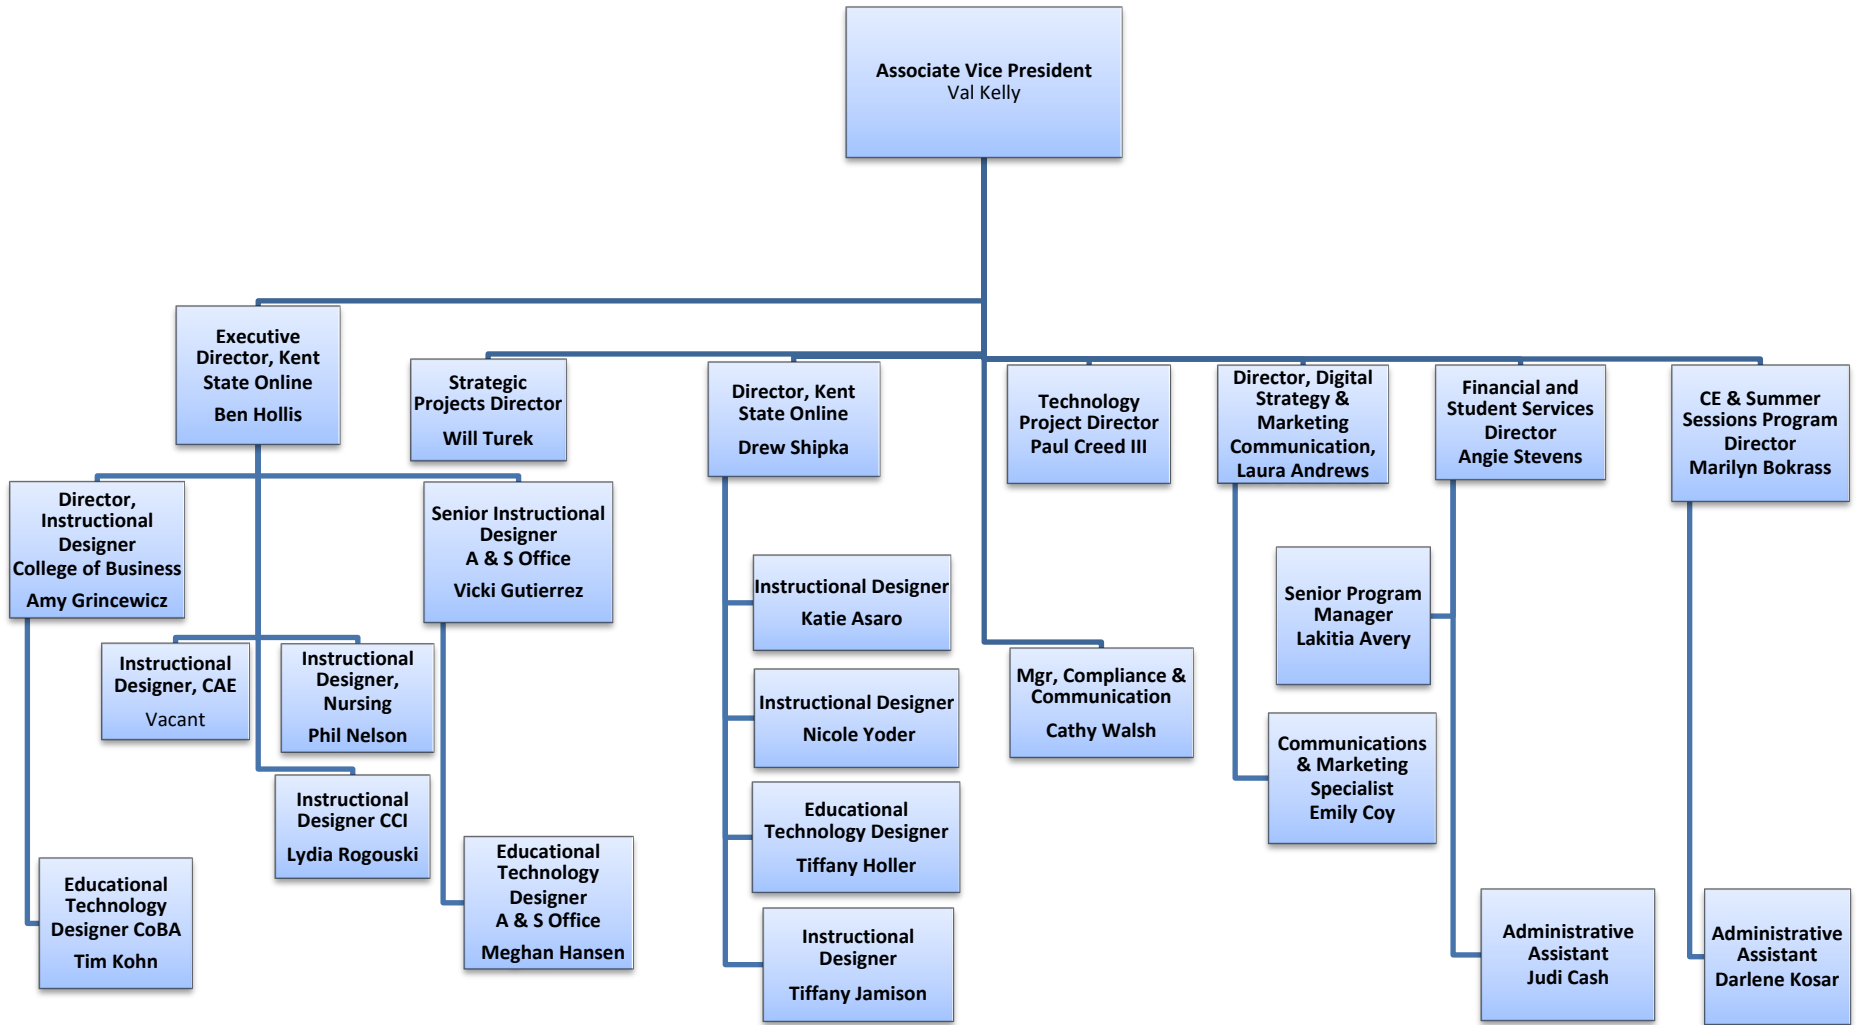 Associate Vice President
Val Kelly
Executive
Director, Kent
State Online
Ben Hollis
Strategic
Projects Director
Will Turek
Director, Kent
State Online
Drew Shipka
Technology
Project Director
Paul Creed III
Director, Digital
Strategy &
Marketing
Communication,
Laura Andrews
Financial and
Student Services
Director
Angie Stevens
CE & Summer
Sessions Program
Director
Marilyn Bokrass
Director,
Instructional
Designer
College of Business
Amy Grincewicz
Senior Instructional
Designer
A & S Office
Vicki Gutierrez
Instructional
Designer, CAE
Vacant
Instructional
Designer,
Nursing
Phil Nelson
Instructional
Designer CCI
Lydia Rogouski
Educational
Technology
Designer CoBA
Tim Kohn
Educational
Technology
Designer
A & S Office
Meghan Hansen
Instructional Designer
Katie Asaro
Instructional Designer
Nicole Yoder
Educational
Technology Designer
Tiffany Holler
Instructional
Designer
Tiffany Jamison
Mgr, Compliance &
Communication
Cathy Walsh
Senior Program
Manager
Lakitia Avery
Communications
& Marketing
Specialist
Emily Coy
Administrative
Assistant
Judi Cash
Administrative
Assistant
Darlene Kosar